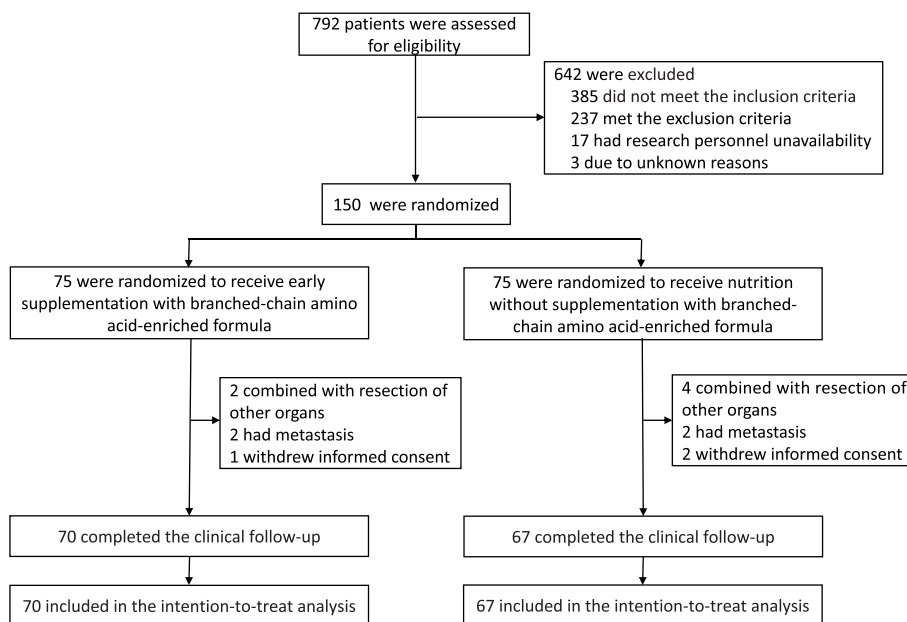 792 patients were assessed
for eligibility
642 were excluded
385 did not meet the inclusion criteria
237 met the exclusion criteria
17 had research personnel unavailability
3 due to unknown reasons
150 were randomized
75 were randomized to receive early
supplementation with branched-chain amino
acid-enriched formula
75 were randomized to receive nutrition
without supplementation with branched-
chain amino acid-enriched formula
2 combined with resection of
other organs
2 had metastasis
1 withdrew informed consent
4 combined with resection of
other organs
2 had metastasis
2 withdrew informed consent
70 completed the clinical follow-up
67 completed the clinical follow-up
70 included in the intention-to-treat analysis
67 included in the intention-to-treat analysis